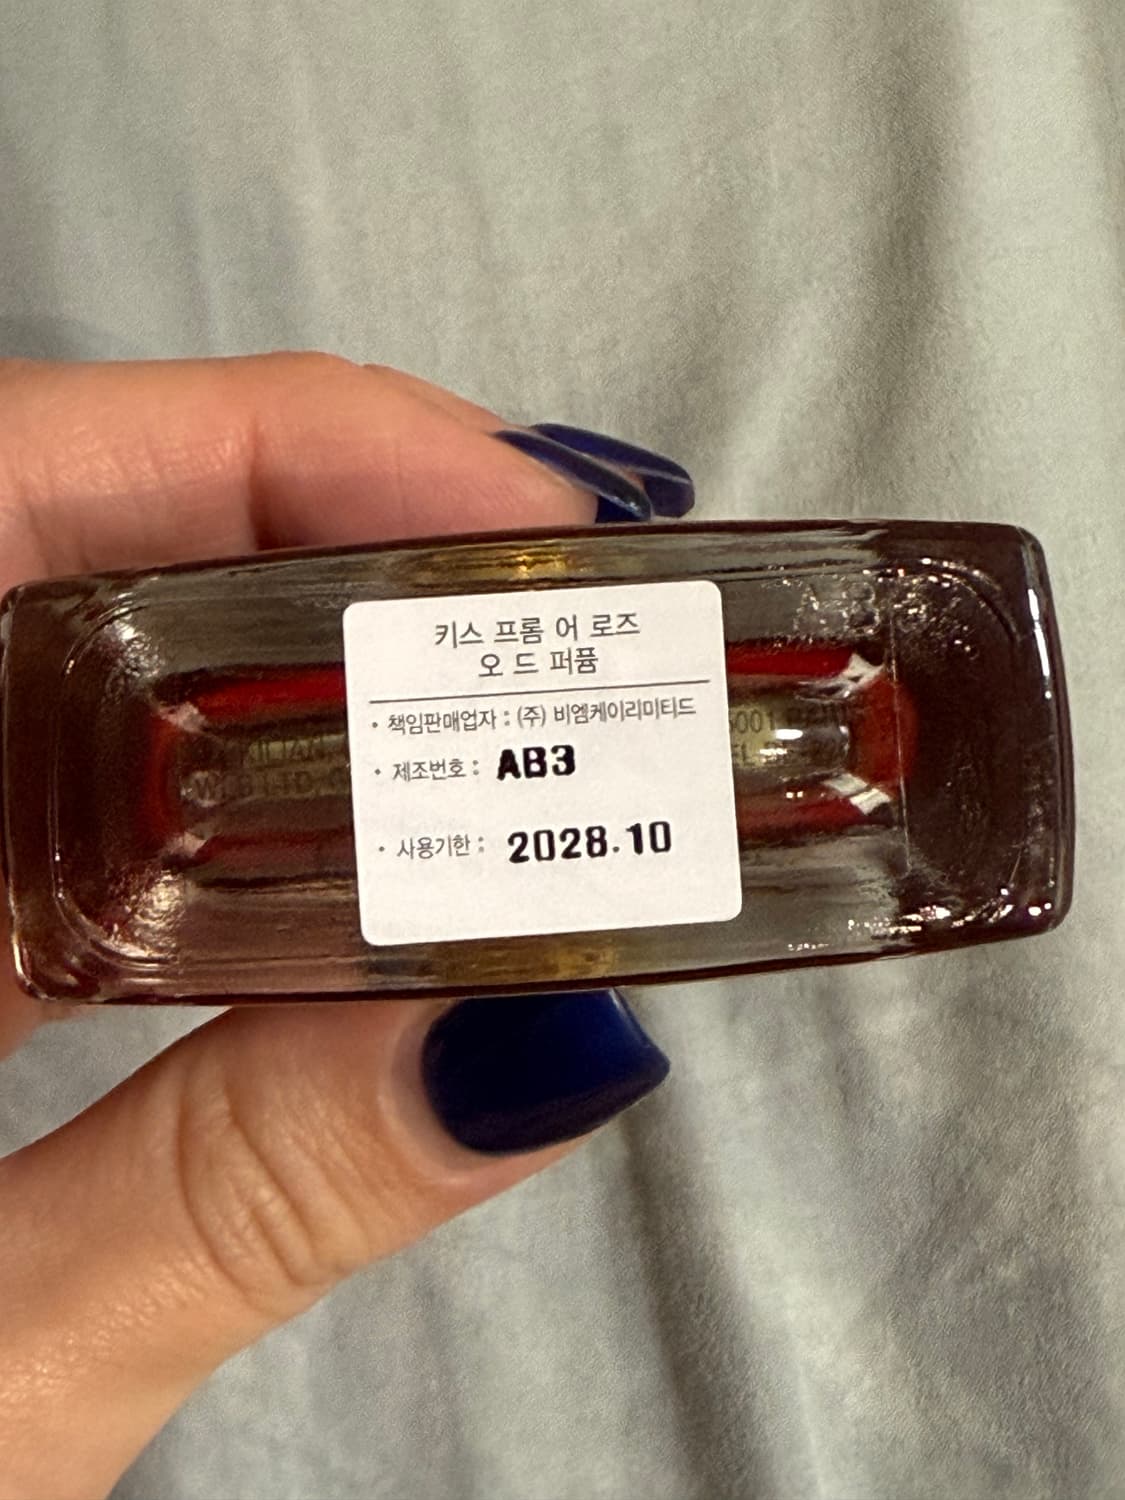 키스 프롬 어 로즈
오 드 퍼퓸
• 책임판매업자 : (주) 비엠케이리미티드
• 제조번호 : AB3
• 사용기한 : 2028.10
KILIAN